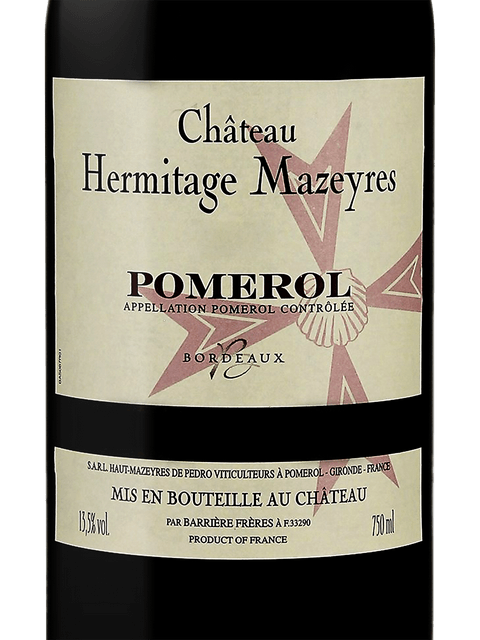 Château
Hermitage Mazeyres
POMEROL
APPELLATION POMEROL CONTRÔLÉE
BORDEAUX
S.A.R.L. HAUT-MAZEYRES DE PEDRO VITICULTEURS À POMEROL - GIRONDE - FRANCE
MIS EN BOUTEILLE AU CHÂTEAU
13,5% vol.
PAR BARRIÈRE FRÈRES À F.33290
750 ml
PRODUCT OF FRANCE